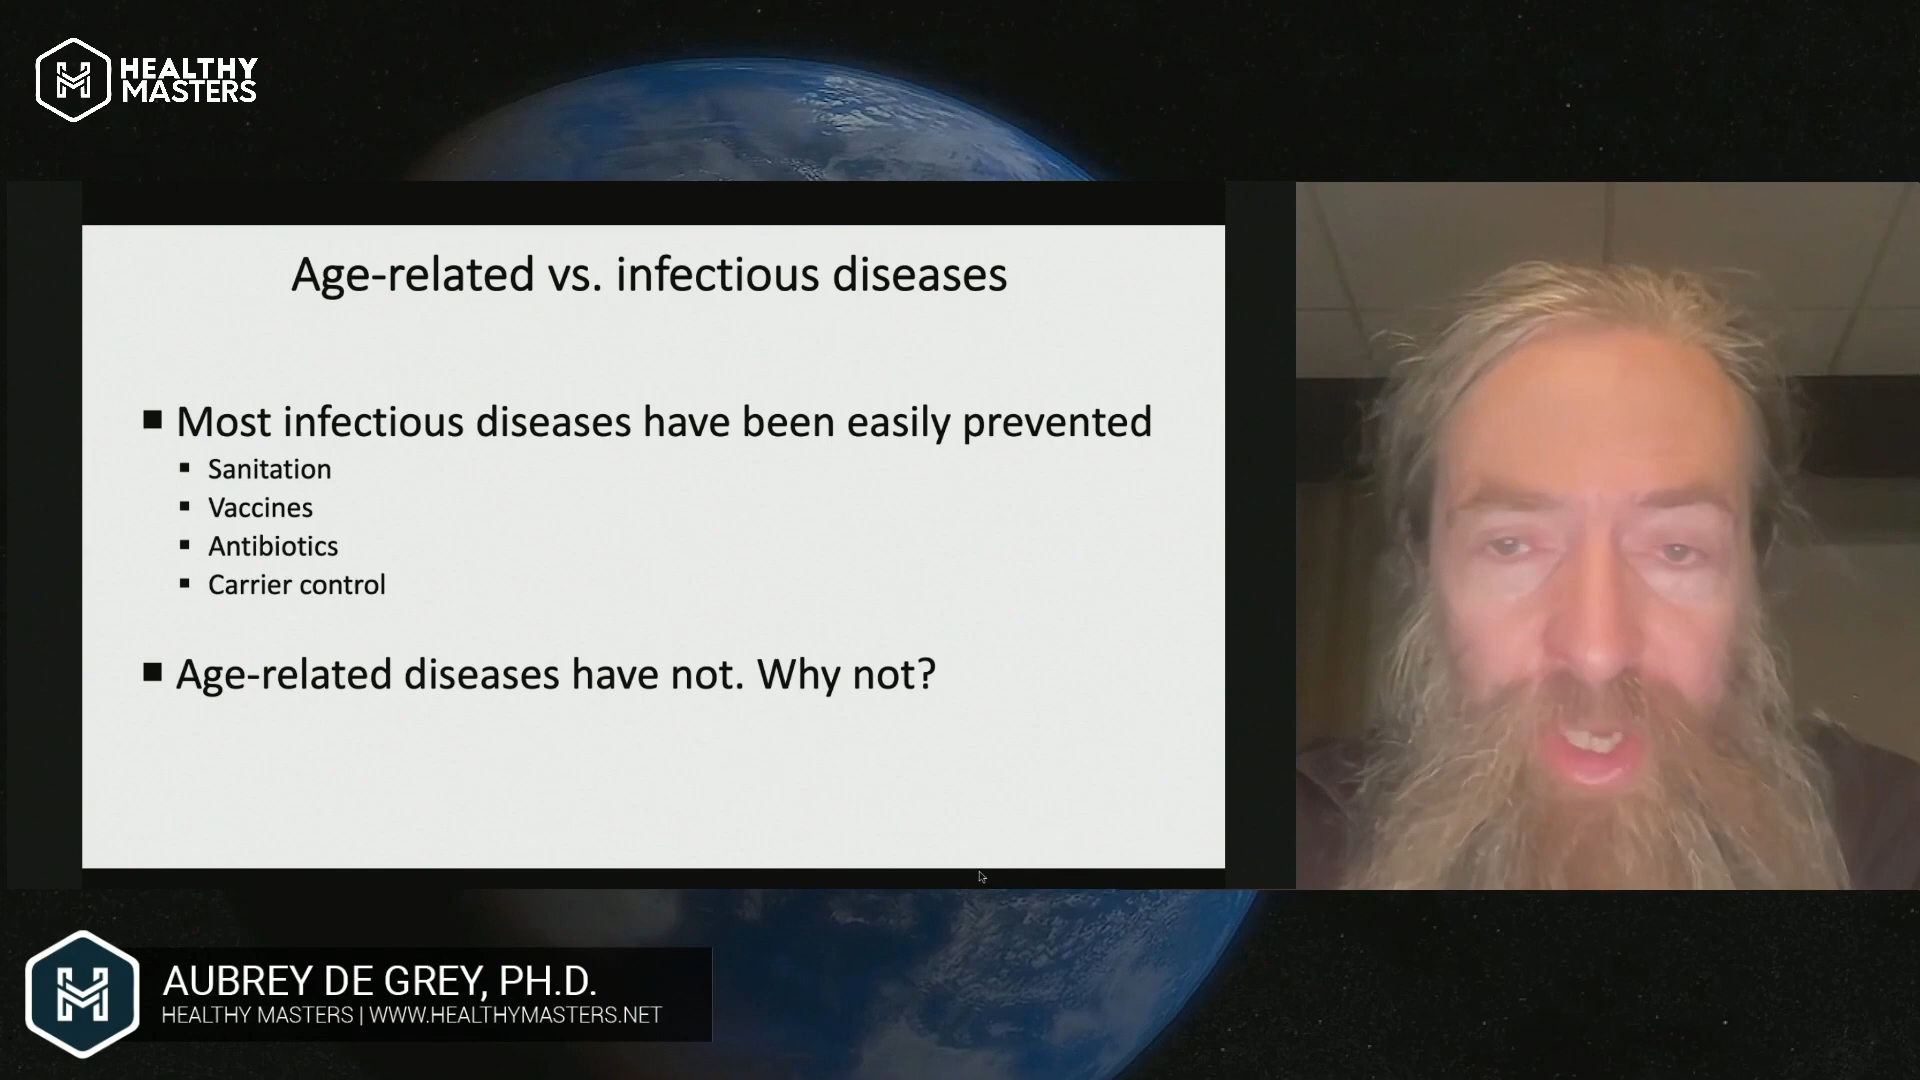 HEALTHY
MASTERS
Age-related vs. infectious diseases
Most infectious diseases have been easily prevented
Sanitation
Vaccines
Antibiotics
Carrier control
Age-related diseases have not. Why not?
AUBREY DE GREY, PH.D.
HEALTHY MASTERS | WWW.HEALTHYMASTERS.NET